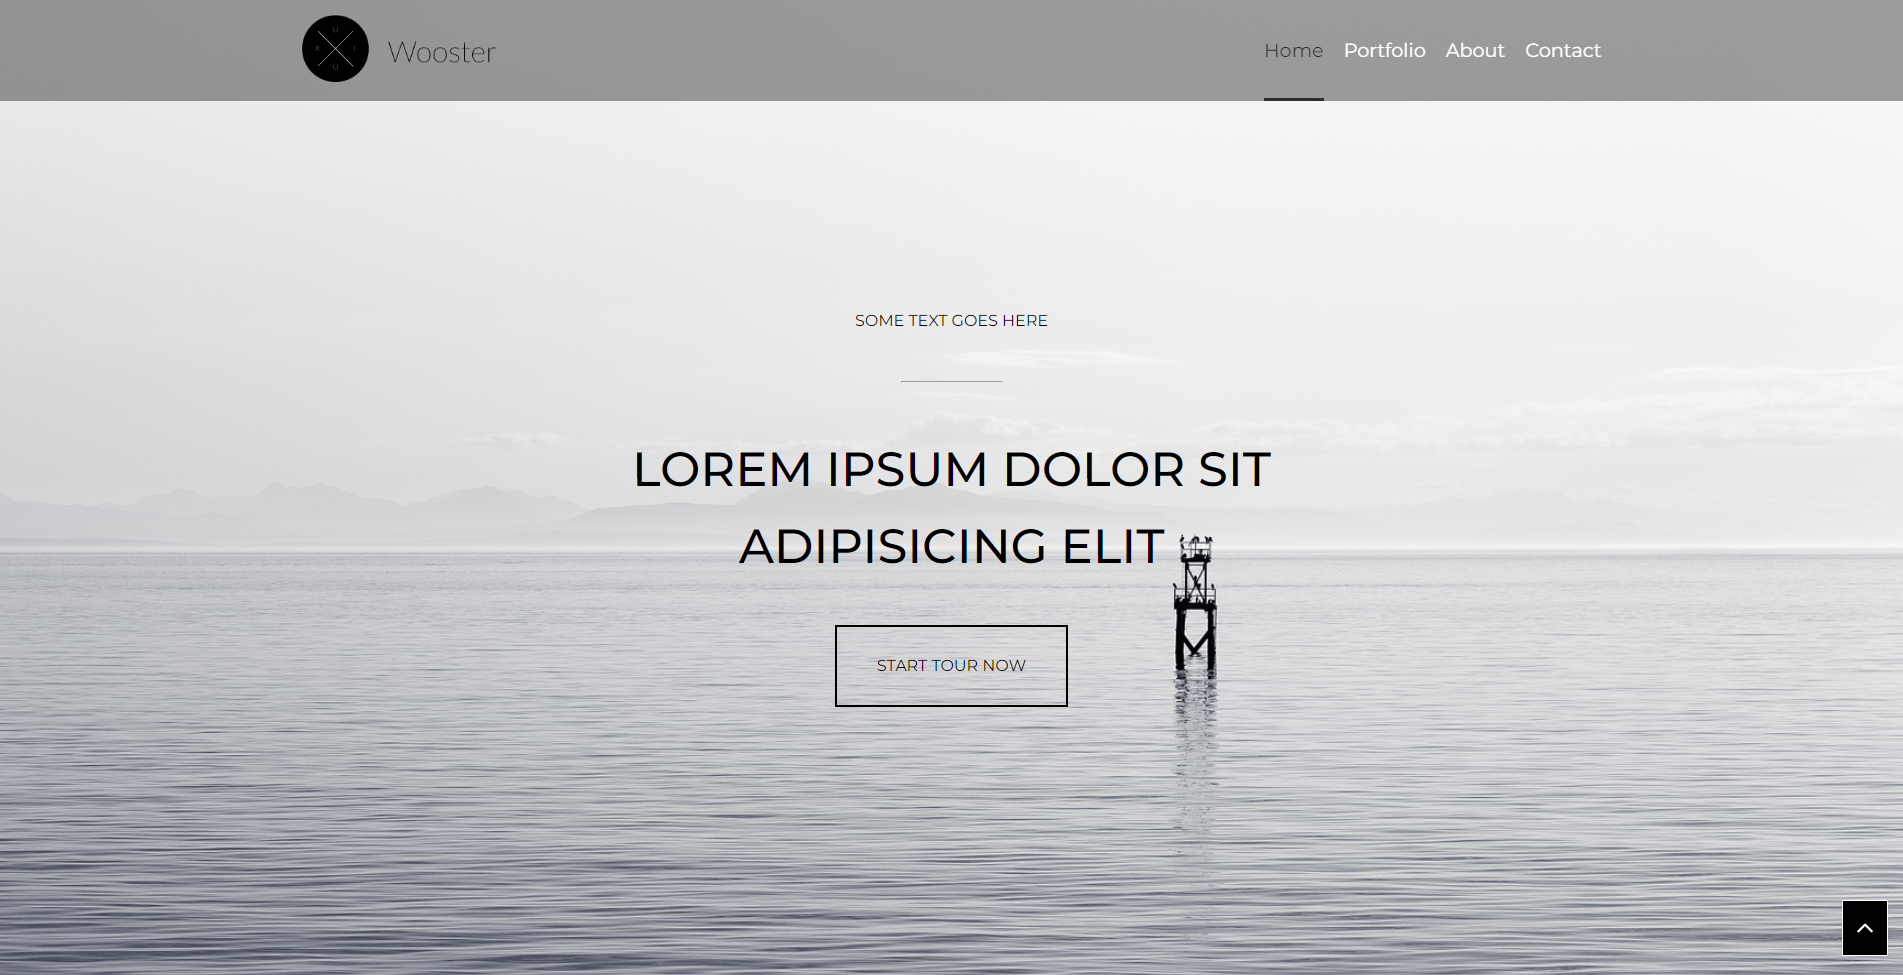 Wooster
Home Portfolio About Contact
SOME TEXT GOES HERE
LOREM IPSUM DOLOR SIT
ADIPISICING ELIT
START TOUR NOW